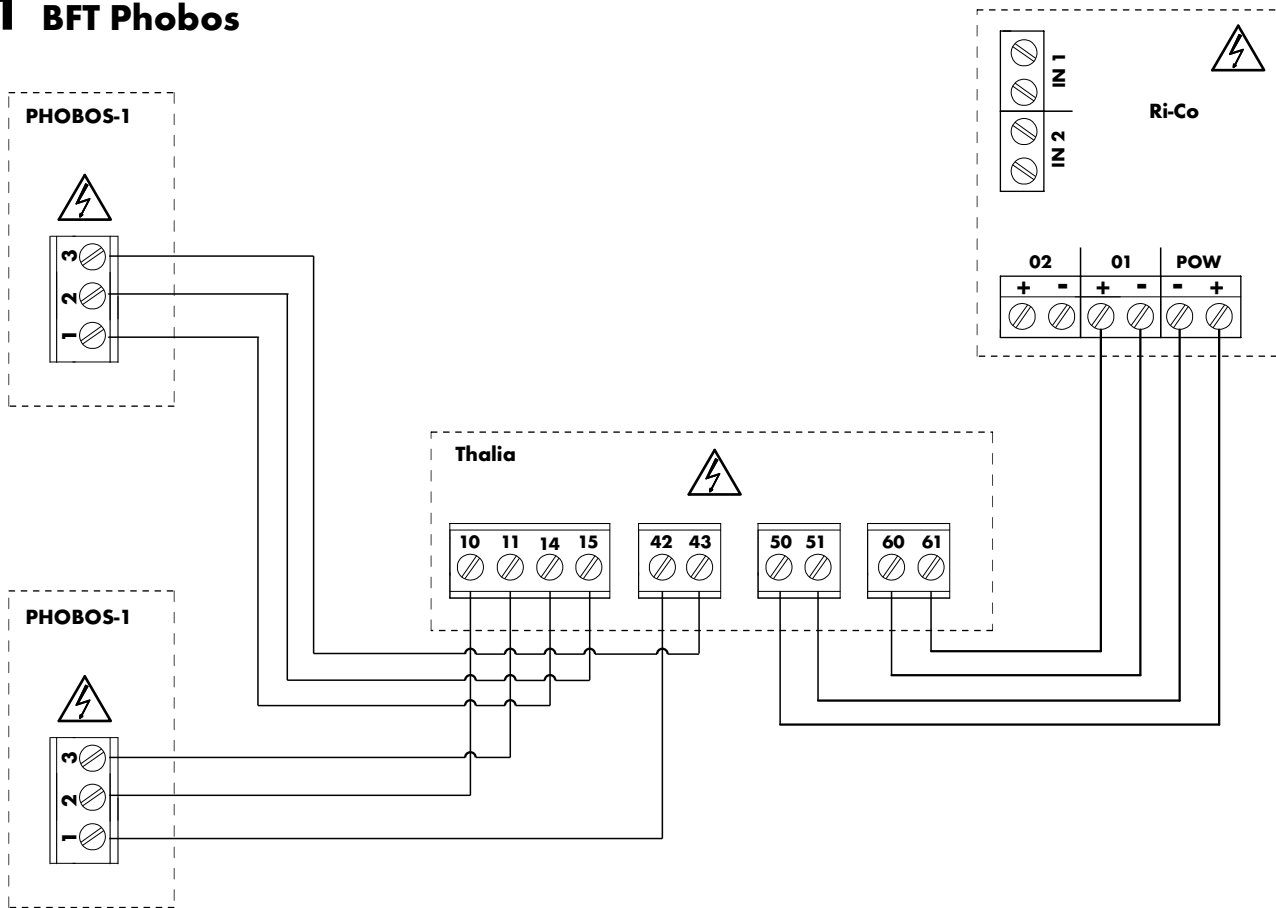 1 BFT Phobos
PHOBOS-1
3
2
1
IN 1
IN 2
Ri-Co
02 01 POW
+ - + - - +
Thalia
10 11 14 15 42 43 50 51 60 61
PHOBOS-1
3
2
1